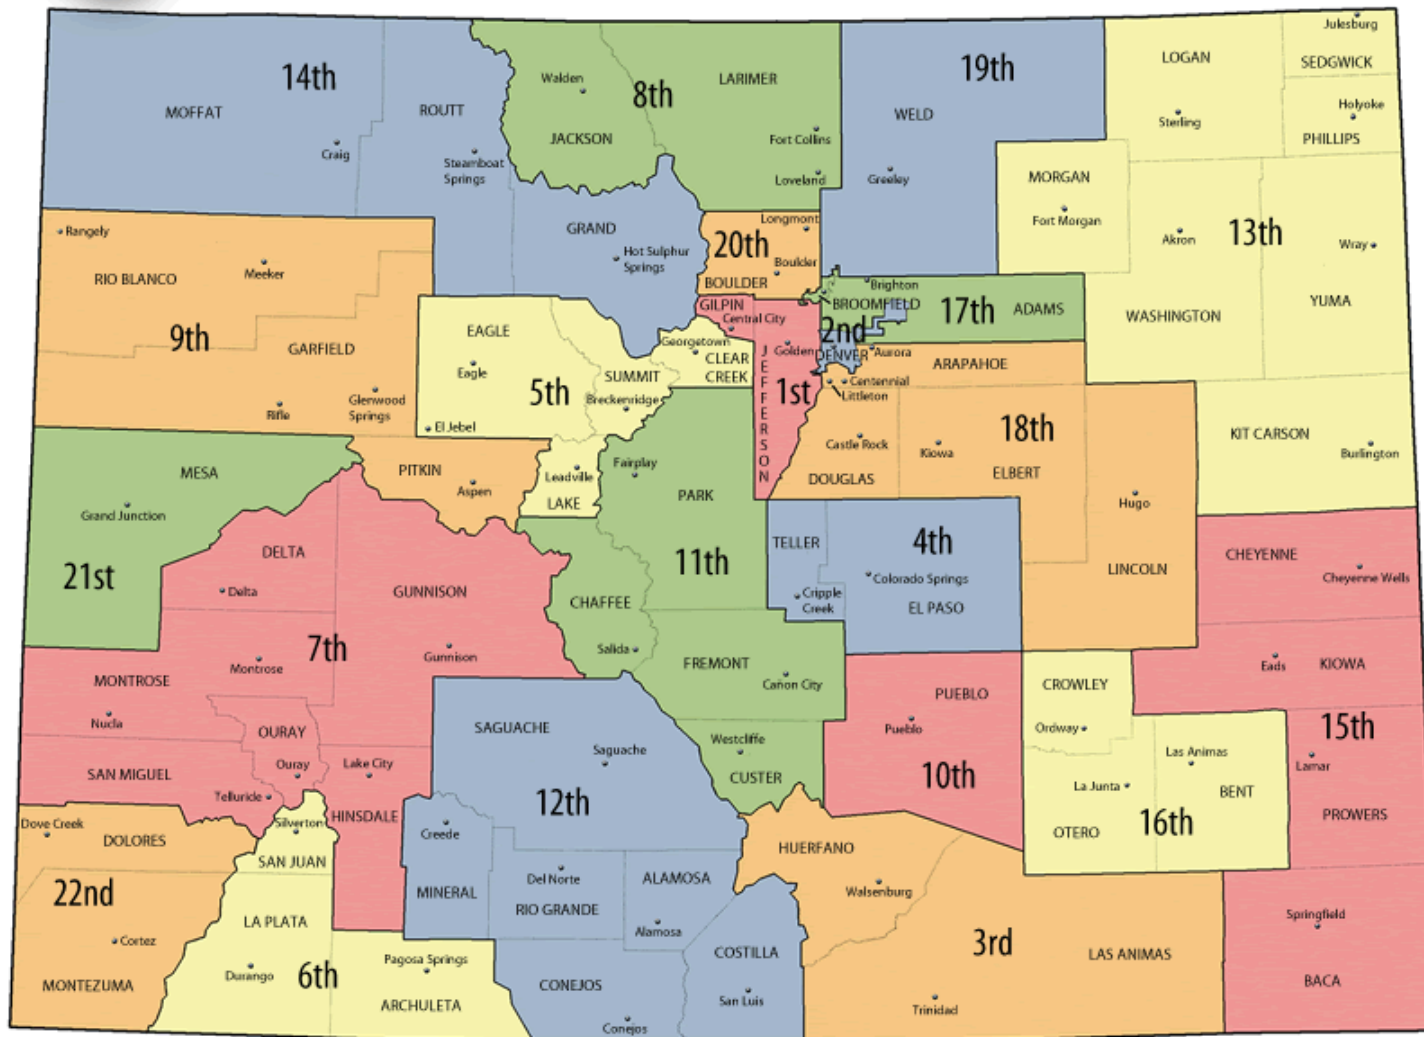 14th
MOFFAT
Craig
ROUTT
Steamboat
Springs
GRAND
Hot Sulphur
Springs
8th
Walden
JACKSON
LARIMER
Fort Collins
Loveland
19th
WELD
Greeley
13th
LOGAN
Sterling
Julesburg
SEDGWICK
Holyoke
PHILLIPS
MORGAN
Fort Morgan
Akron
WASHINGTON
Wray
YUMA
KIT CARSON
Burlington
9th
Rangely
RIO BLANCO
Meeker
GARFIELD
Rifle
Glenwood
Springs
PITKIN
Aspen
5th
EAGLE
Eagle
El Jebel
SUMMIT
Breckenridge
Georgetown
CLEAR
CREEK
Leadville
LAKE
20th
Longmont
Boulder
BOULDER
1st
GILPIN
Central City
Golden
JEFFERSON
2nd
DENVER
17th
Brighton
BROOMFIELD
ADAMS
18th
Aurora
ARAPAHOE
Centennial
Littleton
Castle Rock
DOUGLAS
Kiowa
ELBERT
Hugo
LINCOLN
21st
MESA
Grand Junction
7th
DELTA
Delta
GUNNISON
Gunnison
MONTROSE
Montrose
Nucla
OURAY
Ouray
SAN MIGUEL
Telluride
Lake City
HINSDALE
11th
Fairplay
PARK
CHAFFEE
Salida
FREMONT
Cañon City
Westcliffe
CUSTER
4th
TELLER
Cripple
Creek
Colorado Springs
EL PASO
10th
PUEBLO
Pueblo
16th
CROWLEY
Ordway
La Junta
OTERO
Las Animas
BENT
15th
CHEYENNE
Cheyenne Wells
Eads
KIOWA
Lamar
PROWERS
Springfield
BACA
12th
SAGUACHE
Saguache
Creede
MINERAL
Del Norte
RIO GRANDE
ALAMOSA
Alamosa
CONEJOS
Conejos
COSTILLA
San Luis
22nd
Dove Creek
DOLORES
Cortez
MONTEZUMA
6th
Silverton
SAN JUAN
LA PLATA
Durango
Pagosa Springs
ARCHULETA
3rd
HUERFANO
Walsenburg
LAS ANIMAS
Trinidad